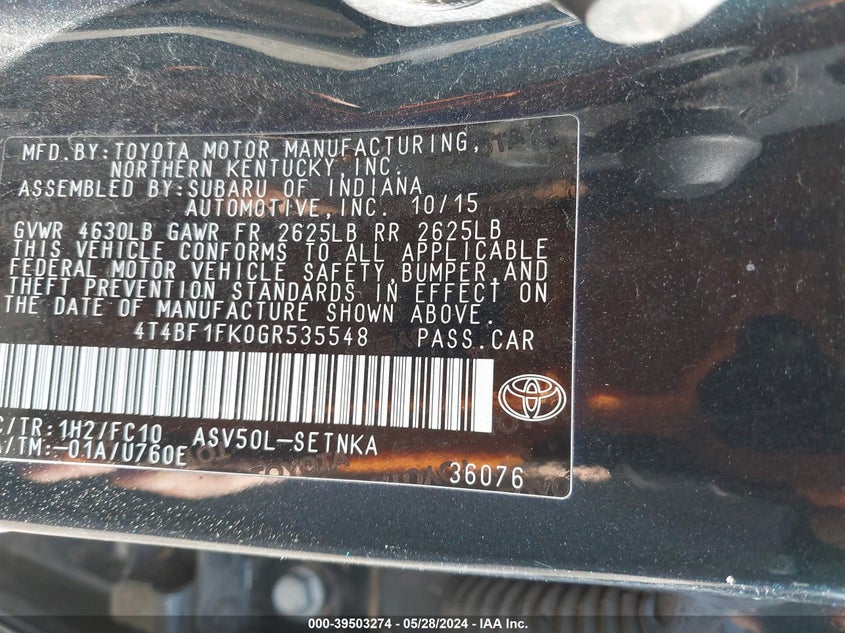 MFD.BY:TOYOTA MOTOR MANUFACTURING,
NORTHERN KENTUCKY,INC.
ASSEMBLED BY:SUBARU OF INDIANA
AUTOMOTIVE,INC. 10/15
GVWR 4630LB GAWR FR 2625LB RR 2625LB
THIS VEHICLE CONFORMS TO ALL APPLICABLE
FEDERAL MOTOR VEHICLE SAFETY,BUMPER,AND
THEFT PREVENTION STANDARDS IN EFFECT ON
THE DATE OF MANUFACTURE SHOWN ABOVE.
4T4BF1FK0GR535548 PASS.CAR
C/TR:1H2/FC10 ASV50L-SETNKA
A/TM:-01A/U760E
36076
000-39503274 - 05/28/2024 - IAA Inc.